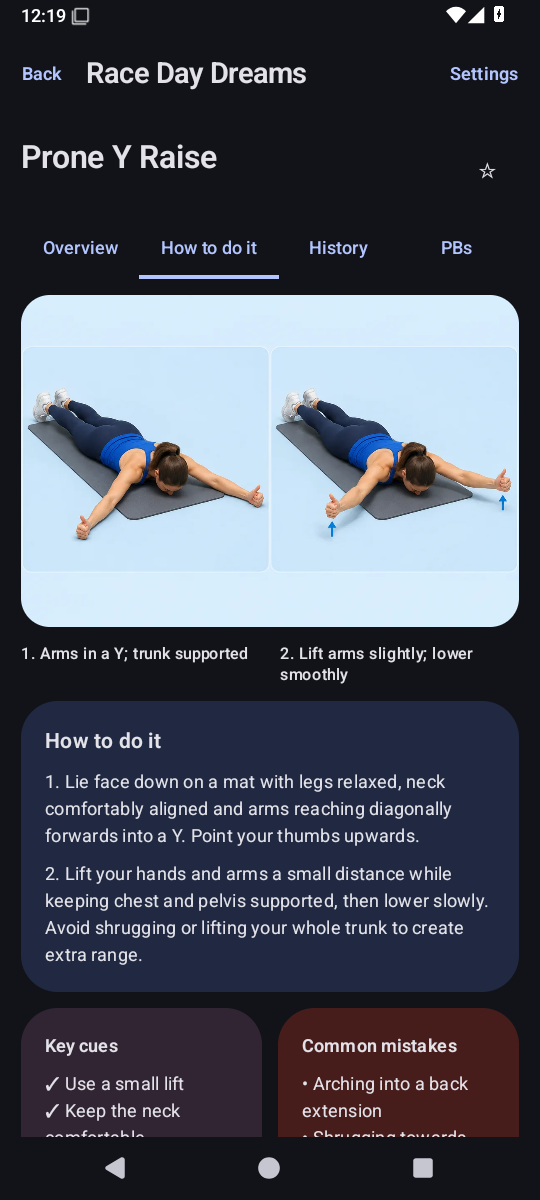 12:19
Back
Race Day Dreams
Settings
Prone Y Raise
Overview
How to do it
History
PBs
1. Arms in a Y; trunk supported
2. Lift arms slightly; lower
smoothly
How to do it
1. Lie face down on a mat with legs relaxed, neck
comfortably aligned and arms reaching diagonally
forwards into a Y. Point your thumbs upwards.
2. Lift your hands and arms a small distance while
keeping chest and pelvis supported, then lower slowly.
Avoid shrugging or lifting your whole trunk to create
extra range.
Key cues
✓ Use a small lift
✓ Keep the neck
comfortable
Common mistakes
• Arching into a back
extension
• Shrugging towards